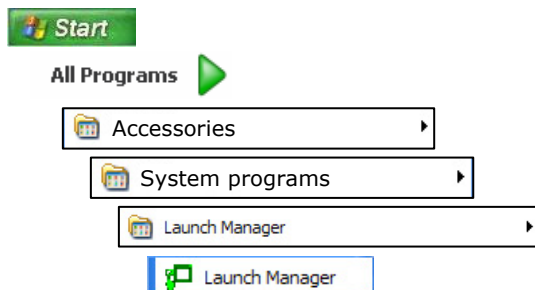 Start
All Programs
Accessories
System programs
Launch Manager
Launch Manager